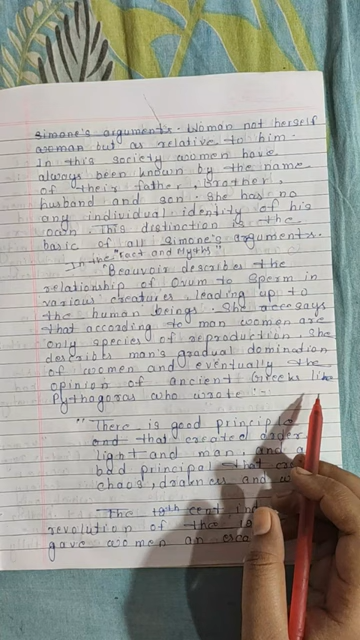 Simone's arguments. Woman not herself
woman but as relative to him.
In this society women have
always been known by the name
of their father, brother,
husband and son. She has no
any individual identity of his
own. This distinction is the
basic of all Simone's arguments.
In the "Fact and Myths"
"Beauvoir describes the
relationship of Ovum to Sperm in
various creatures, leading up to
the human beings. She
that according to man women are
only species of reproduction. She
describes man's gradual domination
of women and eventually the
opinion of ancient Greeks like
Pythagoras who wrote :-
"There is good
and that created
light and man, and a
bad principal that
chaos, and
The 19th cent
revolution of the
gave women an